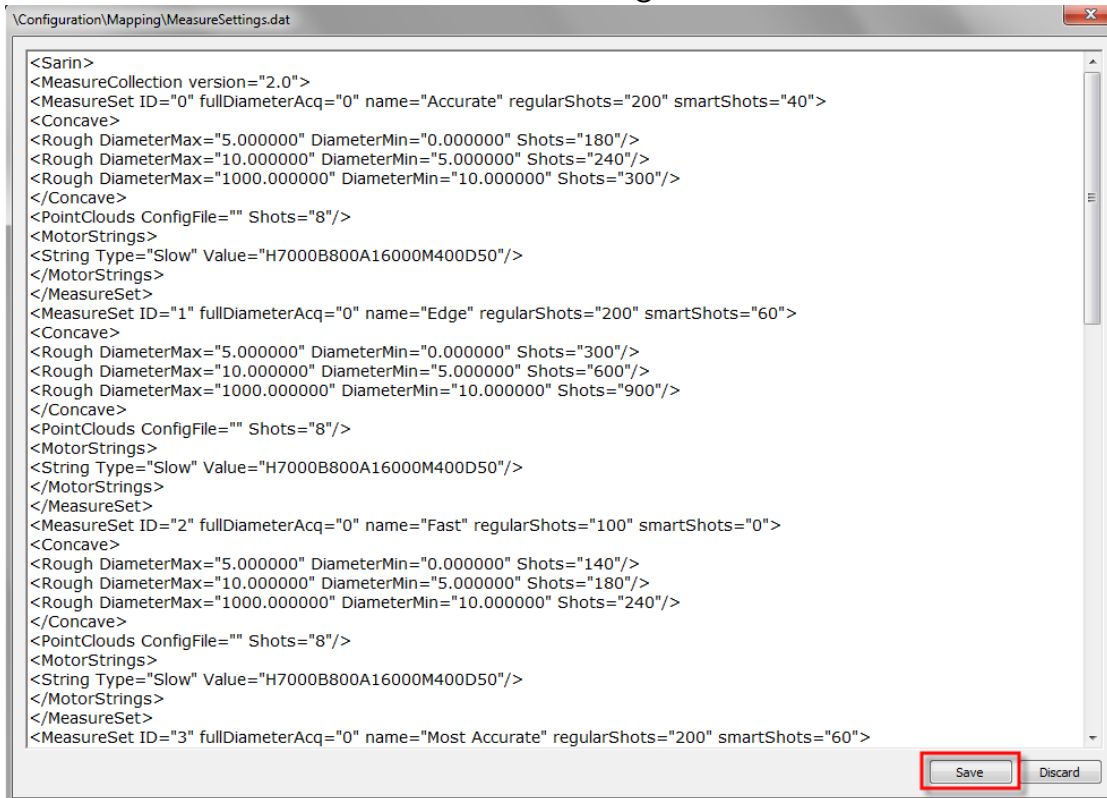 \Configuration\Mapping\MeasureSettings.dat
<Sarin>
<MeasureCollection version="2.0">
<MeasureSet ID="0" fullDiameterAcq="0" name="Accurate" regularShots="200" smartShots="40">
<Concave>
<Rough DiameterMax="5.000000" DiameterMin="0.000000" Shots="180"/>
<Rough DiameterMax="10.000000" DiameterMin="5.000000" Shots="240"/>
<Rough DiameterMax="1000.000000" DiameterMin="10.000000" Shots="300"/>
</Concave>
<PointClouds ConfigFile="" Shots="8"/>
<MotorStrings>
<String Type="Slow" Value="H7000B800A16000M400D50"/>
</MotorStrings>
</MeasureSet>
<MeasureSet ID="1" fullDiameterAcq="0" name="Edge" regularShots="200" smartShots="60">
<Concave>
<Rough DiameterMax="5.000000" DiameterMin="0.000000" Shots="300"/>
<Rough DiameterMax="10.000000" DiameterMin="5.000000" Shots="600"/>
<Rough DiameterMax="1000.000000" DiameterMin="10.000000" Shots="900"/>
</Concave>
<PointClouds ConfigFile="" Shots="8"/>
<MotorStrings>
<String Type="Slow" Value="H7000B800A16000M400D50"/>
</MotorStrings>
</MeasureSet>
<MeasureSet ID="2" fullDiameterAcq="0" name="Fast" regularShots="100" smartShots="0">
<Concave>
<Rough DiameterMax="5.000000" DiameterMin="0.000000" Shots="140"/>
<Rough DiameterMax="10.000000" DiameterMin="5.000000" Shots="180"/>
<Rough DiameterMax="1000.000000" DiameterMin="10.000000" Shots="240"/>
</Concave>
<PointClouds ConfigFile="" Shots="8"/>
<MotorStrings>
<String Type="Slow" Value="H7000B800A16000M400D50"/>
</MotorStrings>
</MeasureSet>
<MeasureSet ID="3" fullDiameterAcq="0" name="Most Accurate" regularShots="200" smartShots="60">
Save Discard